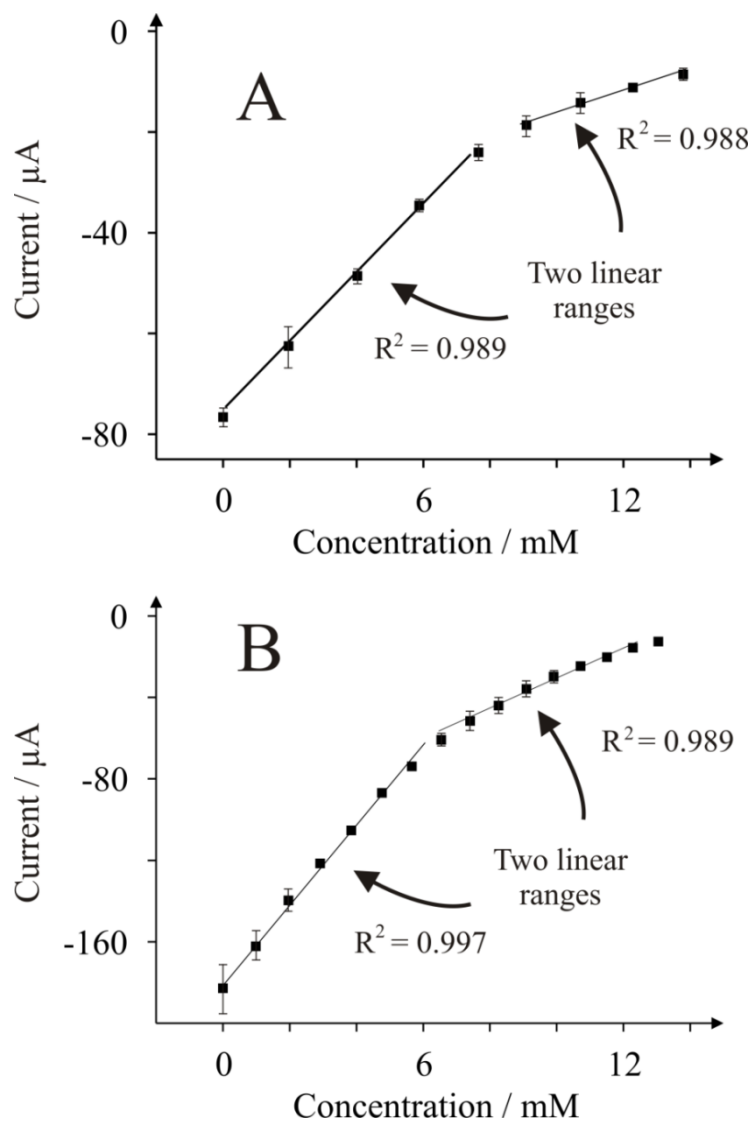 0
A
R² = 0.988
-40
Two linear
ranges
R² = 0.989
-80
Current / µA
0
6
12
Concentration / mM
0
B
R² = 0.989
-80
Two linear
ranges
R² = 0.997
-160
Current / µA
0
6
12
Concentration / mM